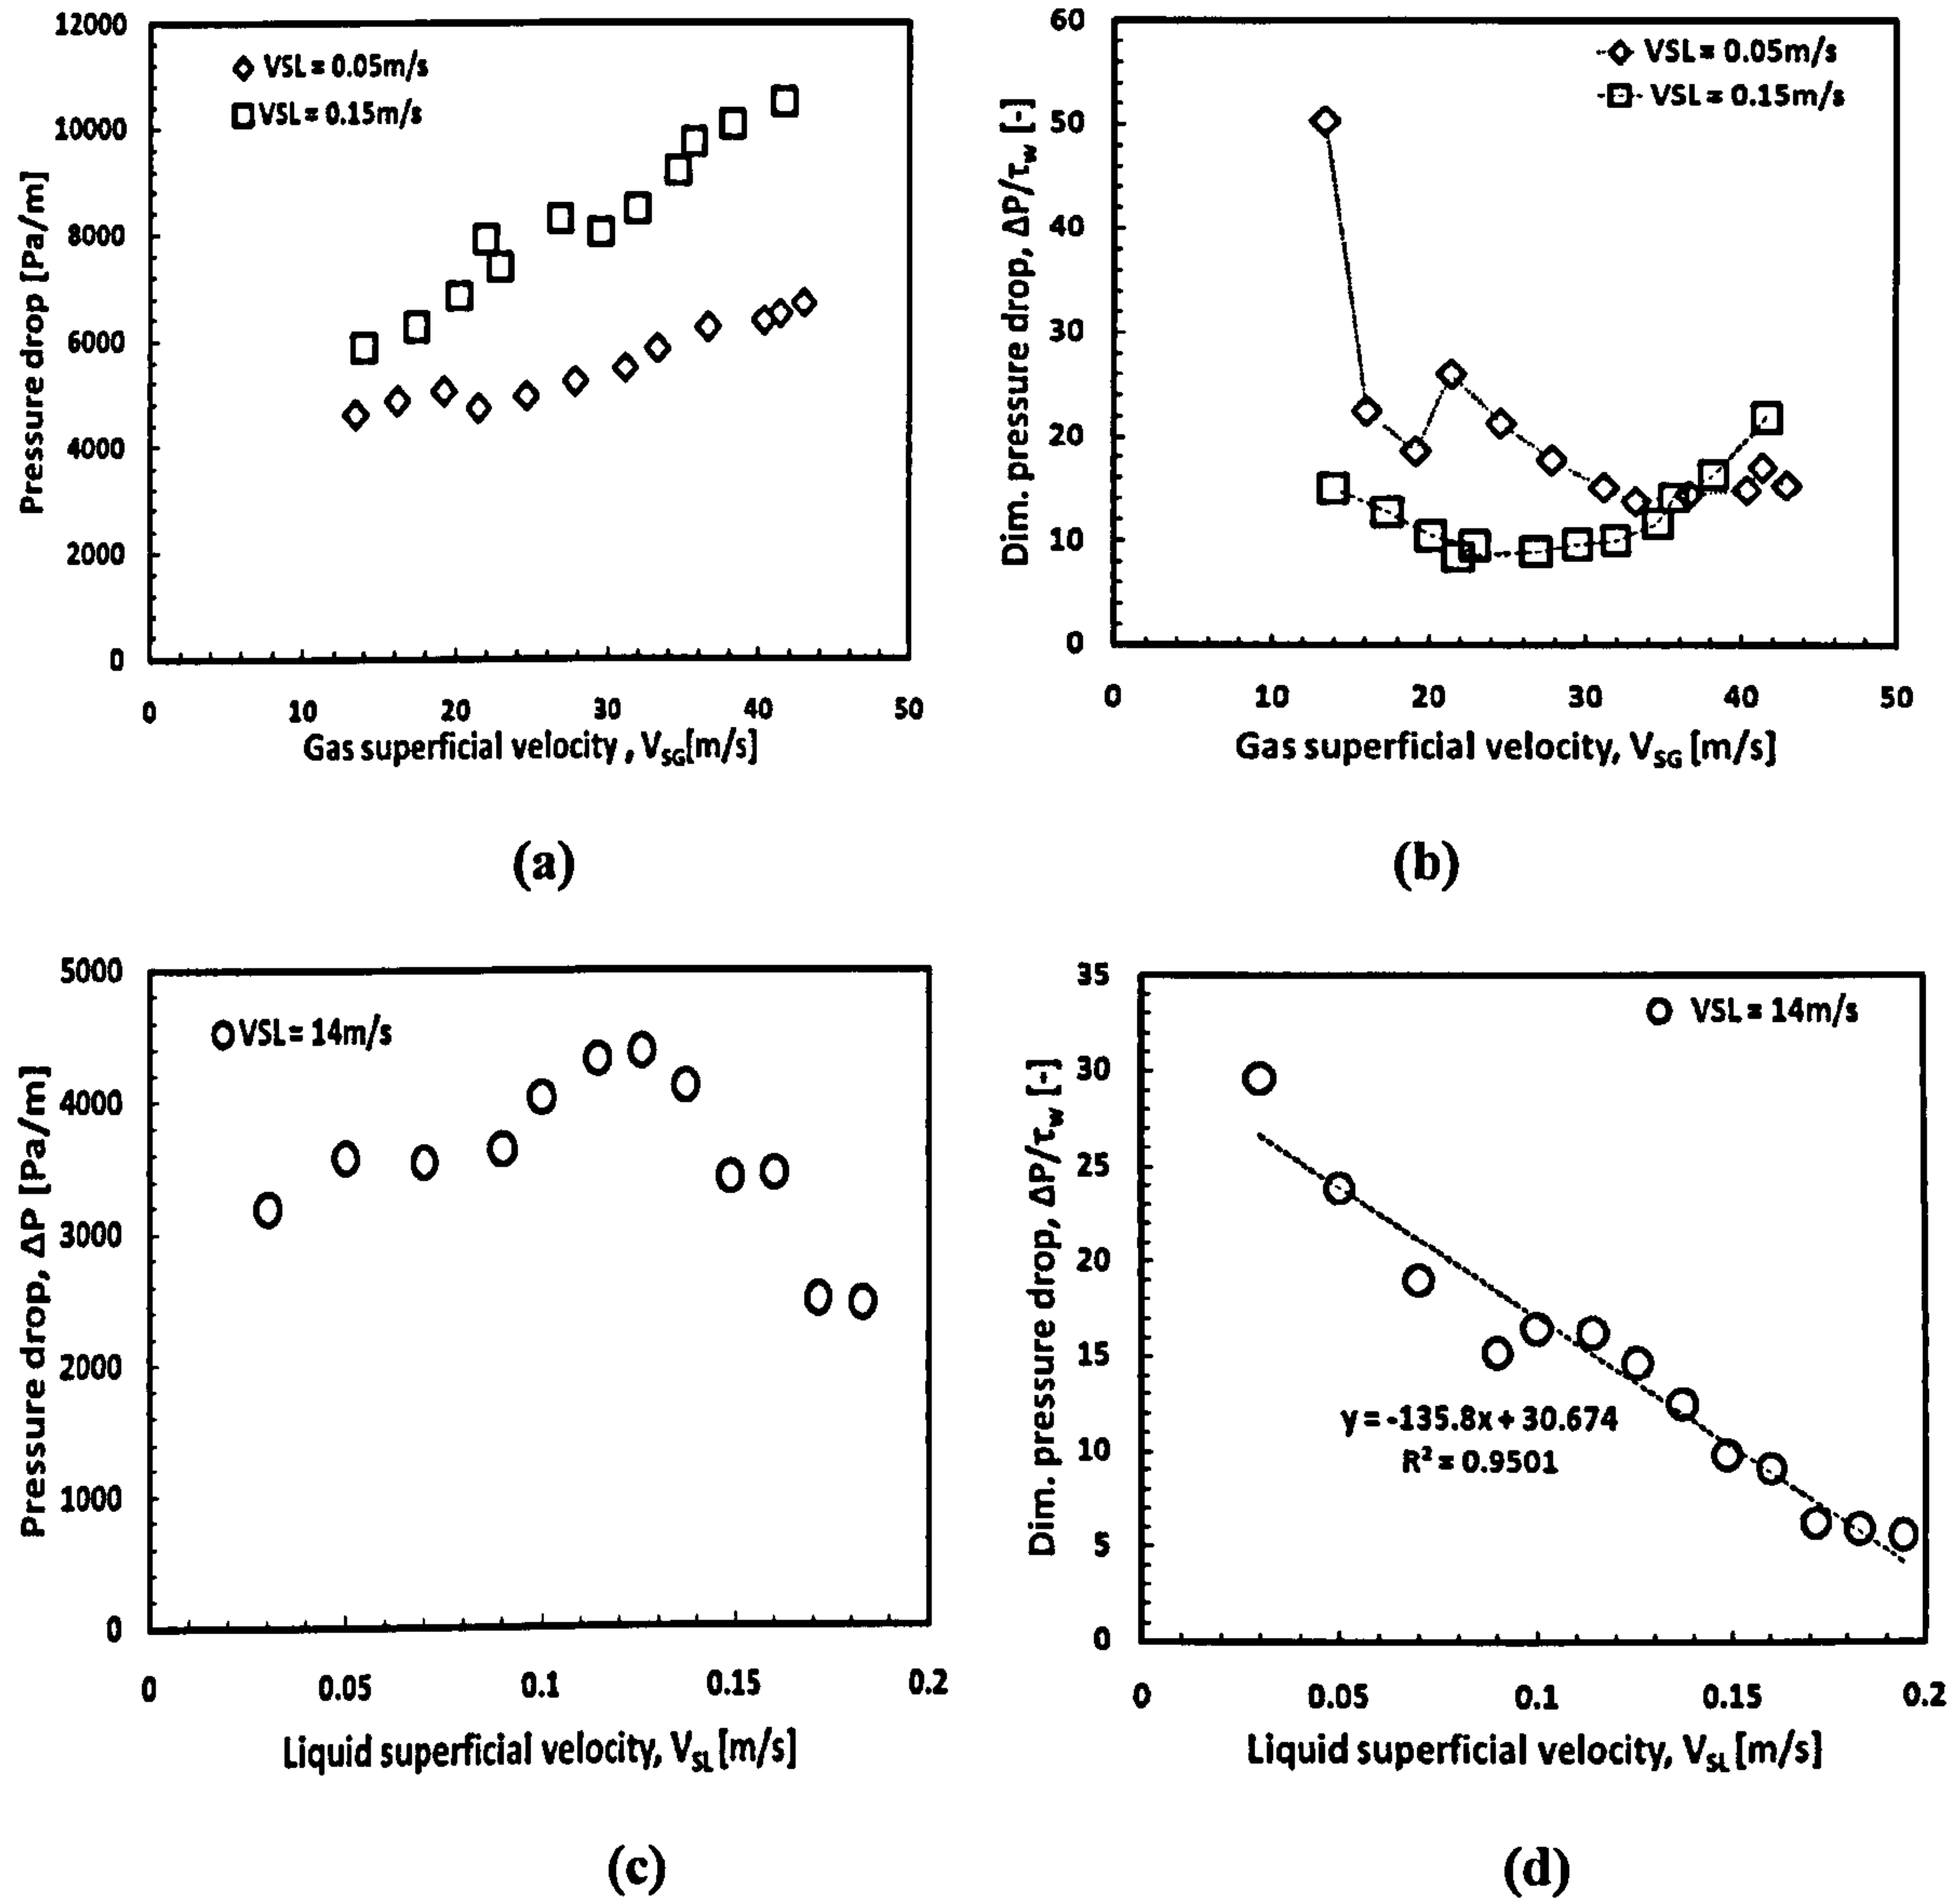 12000
10000
8000
6000
4000
2000
0
Pressure drop [Pa/m]
VSL = 0.05m/s
VSL = 0.15m/s
0 10 20 30 40 50
Gas superficial velocity , VSG[m/s]
(a)
60
50
40
30
20
10
0
Dim. pressure drop, ΔP/τw [-]
VSL = 0.05m/s
VSL = 0.15m/s
0 10 20 30 40 50
Gas superficial velocity, VSG [m/s]
(b)
5000
4000
3000
2000
1000
0
Pressure drop, ΔP [Pa/m]
VSL = 14m/s
0 0.05 0.1 0.15 0.2
Liquid superficial velocity, VSL [m/s]
(c)
35
30
25
20
15
10
5
0
Dim. pressure drop, ΔP/τw [-]
VSL = 14m/s
y = -135.8x + 30.674
R² = 0.9501
0 0.05 0.1 0.15 0.2
Liquid superficial velocity, VSL [m/s]
(d)